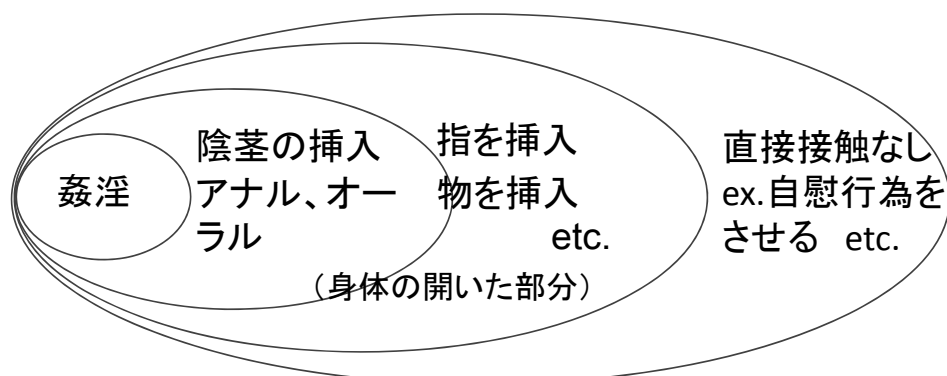 姦淫
陰茎の挿入
アナル、オー
ラル
指を挿入
物を挿入
etc.
（身体の開いた部分）
直接接触なし
ex.自慰行為を
させる etc.